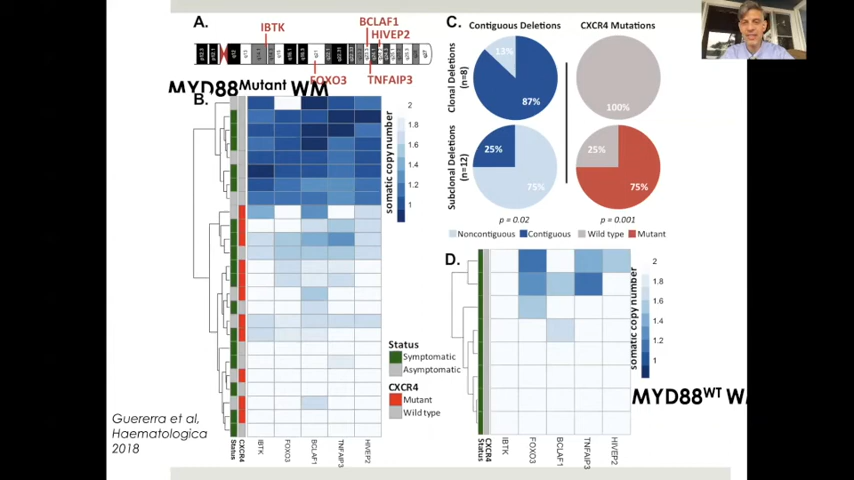 A.
IBTK
BCLAF1
HIVEP2
FOXO3
TNFAIP3
MYD88Mutant WM
B.
somatic copy number
2
1.8
1.6
1.4
1.2
1
Status
Symptomatic
Asymptomatic
CXCR4
Mutant
Wild type
Status
CXCR4
IBTK
FOXO3
BCLAF1
TNFAIP3
HIVEP2
Guererra et al,
Haematologica
2018
C.
Contiguous Deletions
CXCR4 Mutations
Clonal Deletions
(n=8)
13%
87%
100%
Subclonal Deletions
(n=12)
25%
75%
25%
75%
p = 0.02
p = 0.001
Noncontiguous
Contiguous
Wild type
Mutant
D.
somatic copy number
2
1.8
1.6
1.4
1.2
1
MYD88WT W
Status
CXCR4
IBTK
FOXO3
BCLAF1
TNFAIP3
HIVEP2